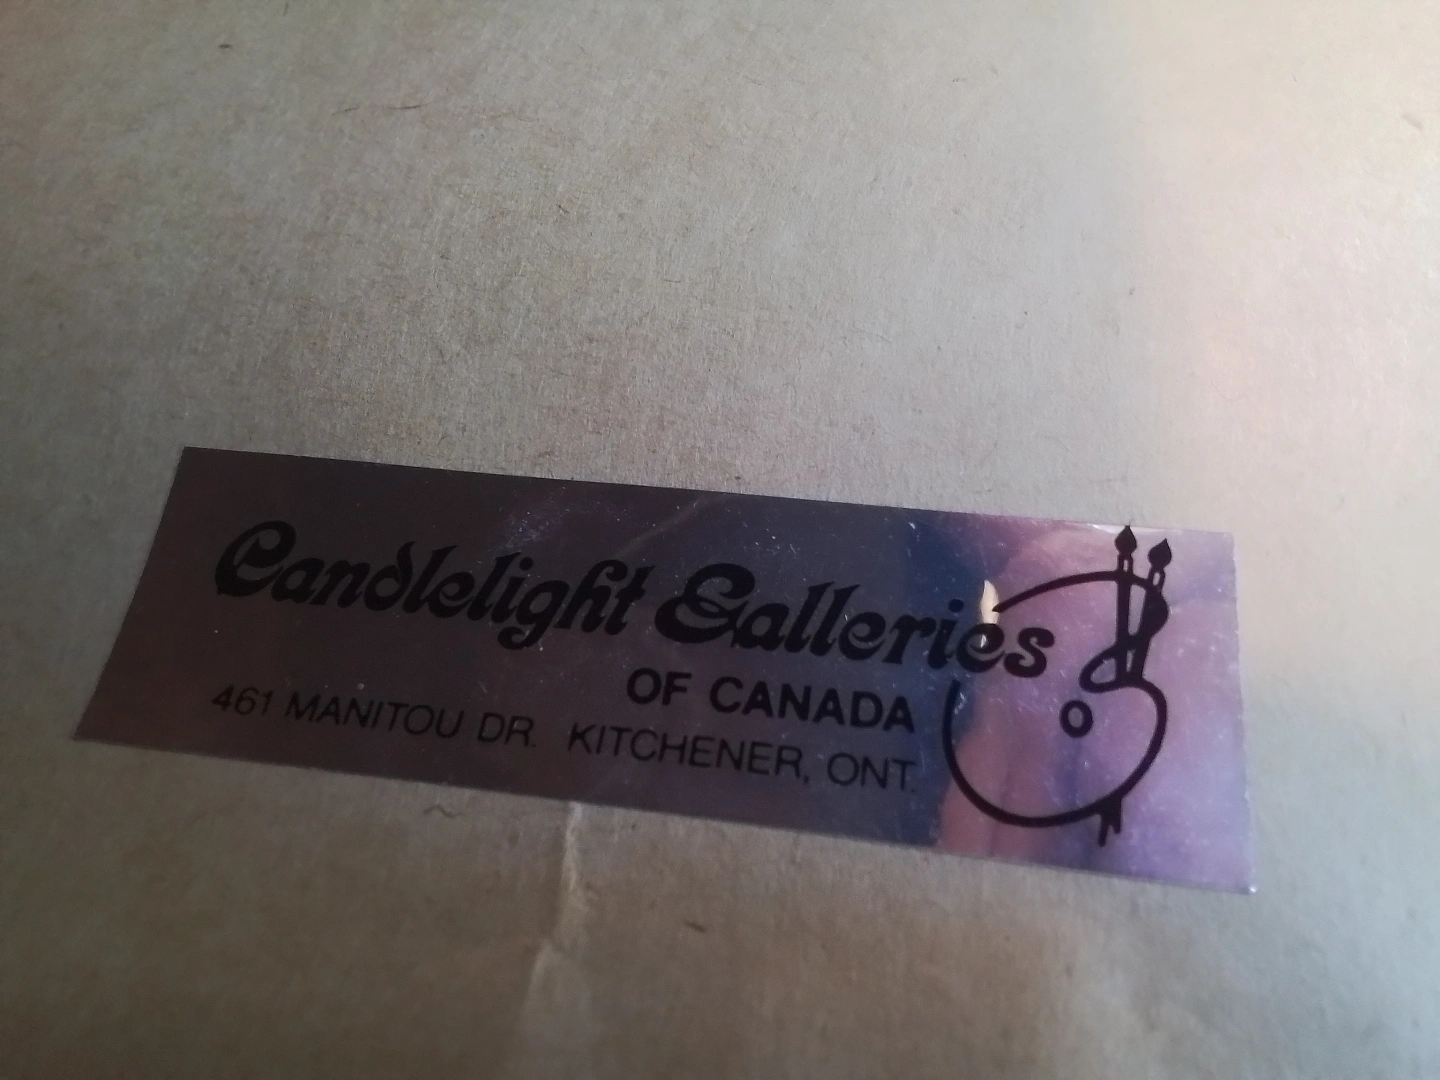 Candlelight Galleries
OF CANADA
461 MANITOU DR. KITCHENER, ONT.